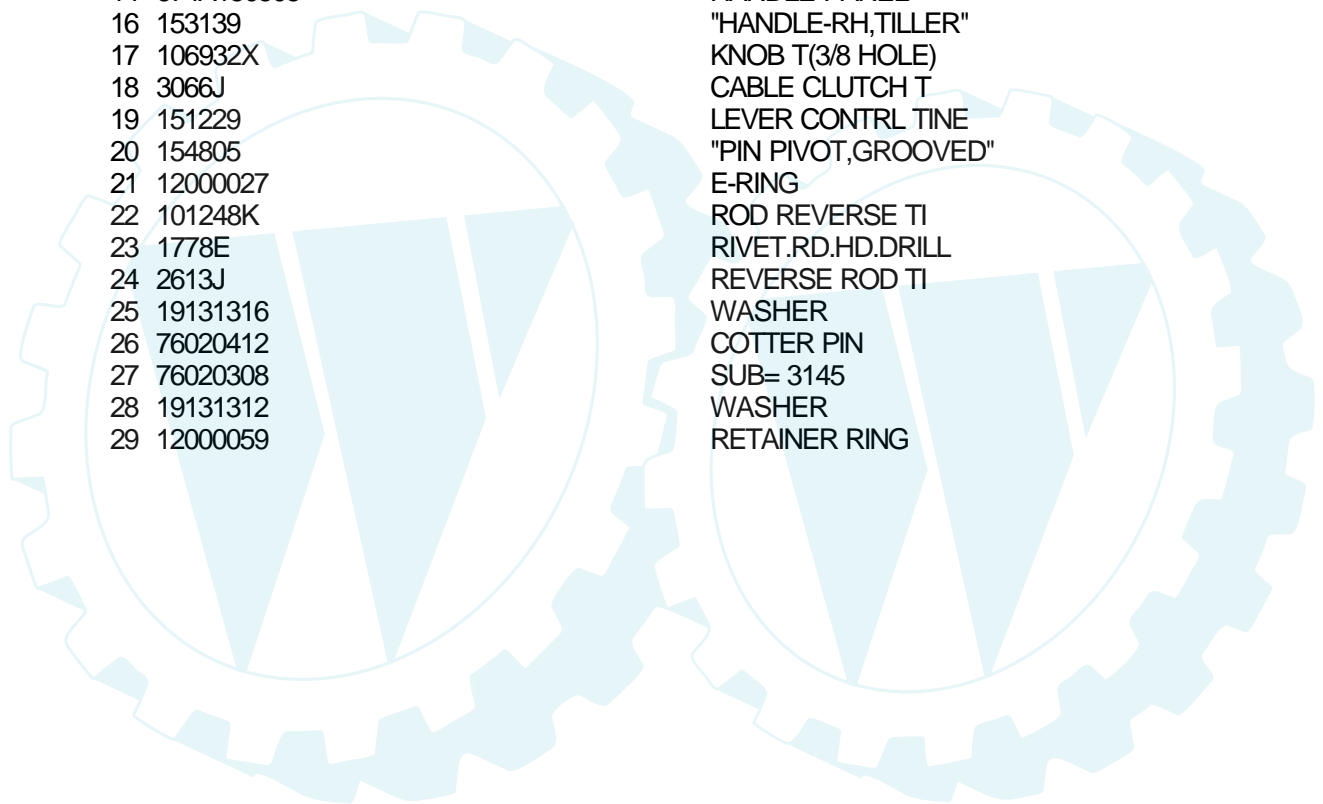 16 153139 "HANDLE-RH,TILLER"
17 106932X KNOB T(3/8 HOLE)
18 3066J CABLE CLUTCH T
19 151229 LEVER CONTRL TINE
20 154805 "PIN PIVOT,GROOVED"
21 12000027 E-RING
22 101248K ROD REVERSE TI
23 1778E RIVET.RD.HD.DRILL
24 2613J REVERSE ROD TI
25 19131316 WASHER
26 76020412 COTTER PIN
27 76020308 SUB= 3145
28 19131312 WASHER
29 12000059 RETAINER RING